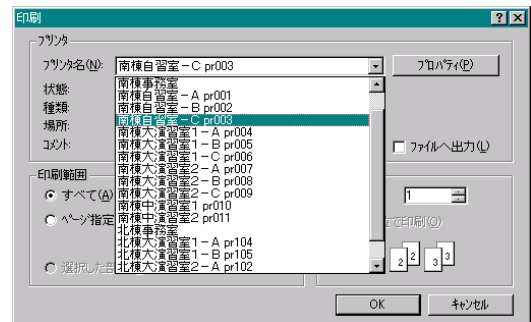 印刷
プリンタ
プリンタ名(N):
南棟自習室－C pr003
プロパティ(P)
状態:
種類:
場所:
コメント:
南棟事務室
南棟自習室－A pr001
南棟自習室－B pr002
南棟自習室－C pr003
南棟大演習室1－A pr004
南棟大演習室1－B pr005
南棟大演習室1－C pr006
南棟大演習室2－A pr007
南棟大演習室2－B pr008
南棟大演習室2－C pr009
南棟中演習室1 pr010
南棟中演習室2 pr011
北棟事務室
北棟大演習室1－A pr104
北棟大演習室1－B pr105
北棟大演習室2－A pr102
ファイルへ出力(L)
印刷範囲
すべて(A)
ページ指定
選択した部
1
で印刷(O)
2 2 3 3
OK
キャンセル